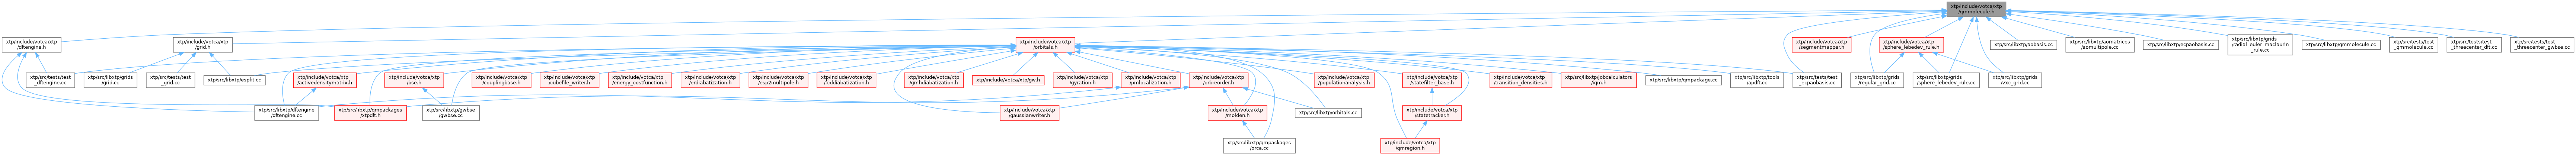 xtp/include/votca/xtp
/qmmolecule.h
xtp/include/votca/xtp
/dftengine.h
xtp/include/votca/xtp
/grid.h
xtp/include/votca/xtp
/orbitals.h
xtp/include/votca/xtp
/segmentmapper.h
xtp/include/votca/xtp
/sphere_lebedev_rule.h
xtp/src/libxtp/aobasis.cc
xtp/src/libxtp/aomatrices
/aomultipole.cc
xtp/src/libxtp/ecpaobasis.cc
xtp/src/libxtp/grids
/radial_euler_maclaurin
_rule.cc
xtp/src/libxtp/qmmolecule.cc
xtp/src/tests/test
_qmmolecule.cc
xtp/src/tests/test
_threecenter_dft.cc
xtp/src/tests/test
_threecenter_gwbse.cc
xtp/src/tests/test
_dftengine.cc
xtp/src/libxtp/grids
/grid.cc
xtp/src/tests/test
_grid.cc
xtp/src/libxtp/espfit.cc
xtp/include/votca/xtp
/activedensitymatrix.h
xtp/include/votca/xtp
/bse.h
xtp/include/votca/xtp
/couplingbase.h
xtp/include/votca/xtp
/cubefile_writer.h
xtp/include/votca/xtp
/energy_costfunction.h
xtp/include/votca/xtp
/erdiabatization.h
xtp/include/votca/xtp
/esp2multipole.h
xtp/include/votca/xtp
/fcddiabatization.h
xtp/include/votca/xtp
/gmhdiabatization.h
xtp/include/votca/xtp/gw.h
xtp/include/votca/xtp
/gyration.h
xtp/include/votca/xtp
/pmlocalization.h
xtp/include/votca/xtp
/orbreorder.h
xtp/include/votca/xtp
/populationanalysis.h
xtp/include/votca/xtp
/statefilter_base.h
xtp/include/votca/xtp
/transition_densities.h
xtp/src/libxtp/jobcalculators
/iqm.h
xtp/src/libxtp/qmpackage.cc
xtp/src/libxtp/tools
/apdft.cc
xtp/src/tests/test
_ecpaobasis.cc
xtp/src/libxtp/grids
/regular_grid.cc
xtp/src/libxtp/grids
/sphere_lebedev_rule.cc
xtp/src/libxtp/grids
/vxc_grid.cc
xtp/src/libxtp/dftengine
/dftengine.cc
xtp/src/libxtp/qmpackages
/xtpdft.h
xtp/src/libxtp/gwbse
/gwbse.cc
xtp/include/votca/xtp
/gaussianwriter.h
xtp/include/votca/xtp
/molden.h
xtp/src/libxtp/orbitals.cc
xtp/include/votca/xtp
/statetracker.h
xtp/src/libxtp/qmpackages
/orca.cc
xtp/include/votca/xtp
/qmregion.h